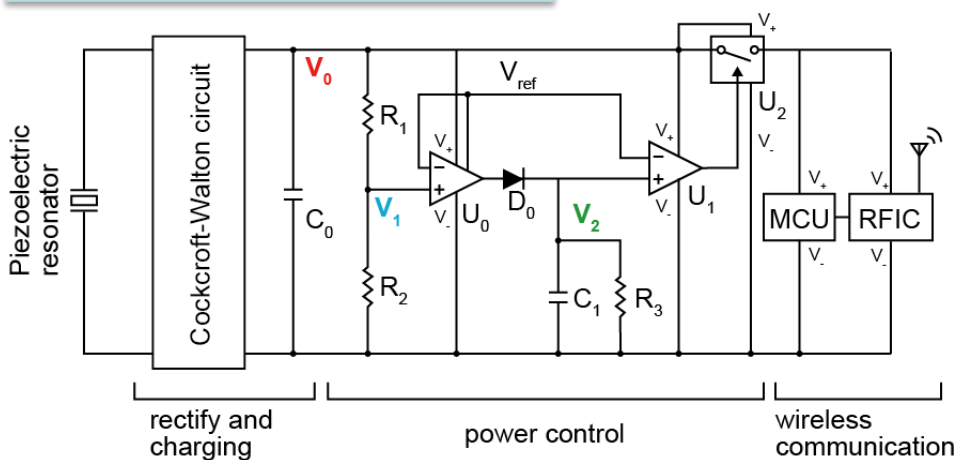 Piezoelectric
resonator
Cockcroft-Walton circuit
V0
C0
R1
R2
V1
Vref
V+
V-
U0
D0
V2
C1
R3
V+
V-
U1
V+
U2
V-
V+
MCU
V-
V+
RFIC
V-
rectify and
charging
power control
wireless
communication